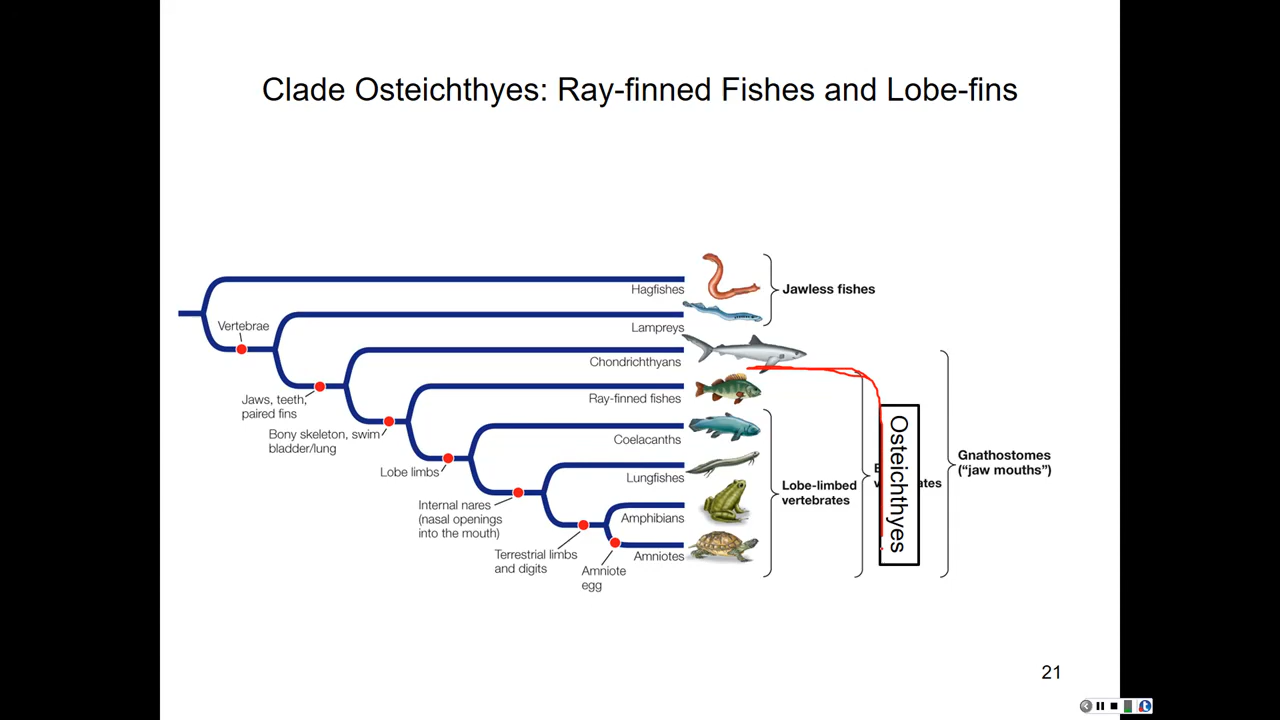 Clade Osteichthyes: Ray-finned Fishes and Lobe-fins
Hagfishes
Jawless fishes
Vertebrae
Lampreys
Chondrichthyans
Jaws, teeth,
paired fins
Ray-finned fishes
Bony skeleton, swim
bladder/lung
Coelacanths
Lobe limbs
Lungfishes
Internal nares
(nasal openings
into the mouth)
Amphibians
Terrestrial limbs
and digits
Amniotes
Amniote
egg
Lobe-limbed
vertebrates
Osteichthyes
Gnathostomes
("jaw mouths")
21